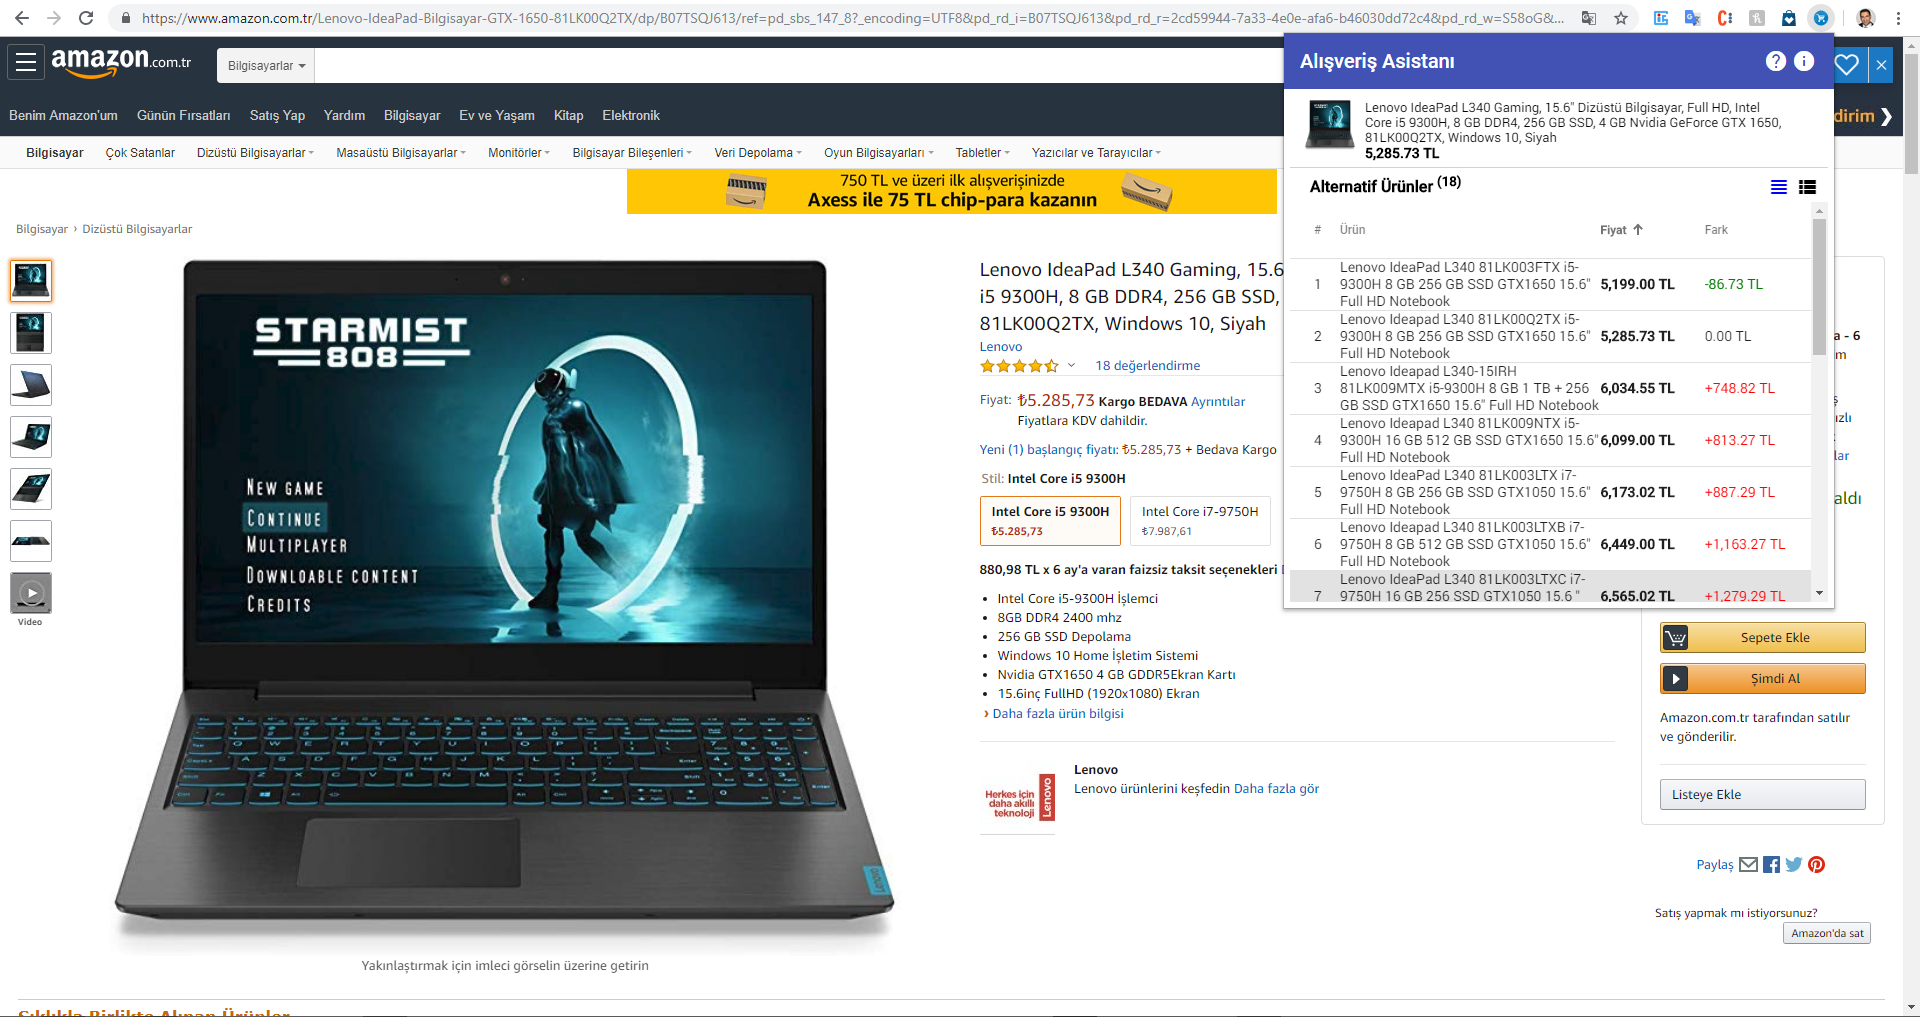 https://www.amazon.com.tr/Lenovo-IdeaPad-Bilgisayar-GTX-1650-81LK00Q2TX/dp/B07TSQJ613/ref=pd_sbs_147_8?_encoding=UTF8&pd_rd_i=B07TSQJ613&pd_rd_r=2cd59944-7a33-4e0e-afa6-b46030dd72c4&pd_rd_w=S58oG&...
amazon.com.tr
Bilgisayarlar
Benim Amazon'um Günün Fırsatları Satış Yap Yardım Bilgisayar Ev ve Yaşam Kitap Elektronik
dirim
Bilgisayar Çok Satanlar Dizüstü Bilgisayarlar Masaüstü Bilgisayarlar Monitörler Bilgisayar Bileşenleri Veri Depolama Oyun Bilgisayarları Tabletler Yazıcılar ve Tarayıcılar
750 TL ve üzeri ilk alışverişinizde
Axess ile 75 TL chip-para kazanın
Bilgisayar › Dizüstü Bilgisayarlar
Video
STARMIST
808
NEW GAME
CONTINUE
MULTIPLAYER
DOWNLOABLE CONTENT
CREDITS
Lenovo
Yakınlaştırmak için imleci görselin üzerine getirin
Lenovo IdeaPad L340 Gaming, 15.6
i5 9300H, 8 GB DDR4, 256 GB SSD,
81LK00Q2TX, Windows 10, Siyah
Lenovo
18 değerlendirme
Fiyat: ₺5.285,73 Kargo BEDAVA Ayrıntılar
Fiyatlara KDV dahildir.
Yeni (1) başlangıç fiyatı: ₺5.285,73 + Bedava Kargo
Stil: Intel Core i5 9300H
Intel Core i5 9300H
₺5.285,73
Intel Core i7-9750H
₺7.987,61
880,98 TL x 6 ay'a varan faizsiz taksit seçenekleri
• Intel Core i5-9300H İşlemci
• 8GB DDR4 2400 mhz
• 256 GB SSD Depolama
• Windows 10 Home İşletim Sistemi
• Nvidia GTX1650 4 GB GDDR5Ekran Kartı
• 15.6inç FullHD (1920x1080) Ekran
› Daha fazla ürün bilgisi
Herkes için
daha akıllı
teknoloji
Lenovo
Lenovo
Lenovo ürünlerini keşfedin Daha fazla gör
Alışveriş Asistanı
Lenovo IdeaPad L340 Gaming, 15.6" Dizüstü Bilgisayar, Full HD, Intel
Core i5 9300H, 8 GB DDR4, 256 GB SSD, 4 GB Nvidia GeForce GTX 1650,
81LK00Q2TX, Windows 10, Siyah
5,285.73 TL
Alternatif Ürünler (18)
# Ürün Fiyat Fark
Lenovo IdeaPad L340 81LK003FTX i5-
1 9300H 8 GB 256 GB SSD GTX1650 15.6" 5,199.00 TL -86.73 TL
Full HD Notebook
Lenovo Ideapad L340 81LK00Q2TX i5-
2 9300H 8 GB 256 GB SSD GTX1650 15.6" 5,285.73 TL 0.00 TL
Full HD Notebook
Lenovo Ideapad L340-15IRH
3 81LK009MTX i5-9300H 8 GB 1 TB + 256 6,034.55 TL +748.82 TL
GB SSD GTX1650 15.6" Full HD Notebook
Lenovo Ideapad L340 81LK009NTX i5-
4 9300H 16 GB 512 GB SSD GTX1650 15.6" 6,099.00 TL +813.27 TL
Full HD Notebook
Lenovo IdeaPad L340 81LK003LTX i7-
5 9750H 8 GB 256 GB SSD GTX1050 15.6" 6,173.02 TL +887.29 TL
Full HD Notebook
Lenovo Ideapad L340 81LK003LTXB i7-
6 9750H 8 GB 512 GB SSD GTX1050 15.6" 6,449.00 TL +1,163.27 TL
Full HD Notebook
Lenovo IdeaPad L340 81LK003LTXC i7-
7 9750H 16 GB 256 SSD GTX1050 15.6 " 6,565.02 TL +1,279.29 TL
a - 6
m
ızlı
lar
aldı
Sepete Ekle
Şimdi Al
Amazon.com.tr tarafından satılır
ve gönderilir.
Listeye Ekle
Paylaş
Satış yapmak mı istiyorsunuz?
Amazon'da sat
Sıklıkla Birlikte Alınan Ürünler